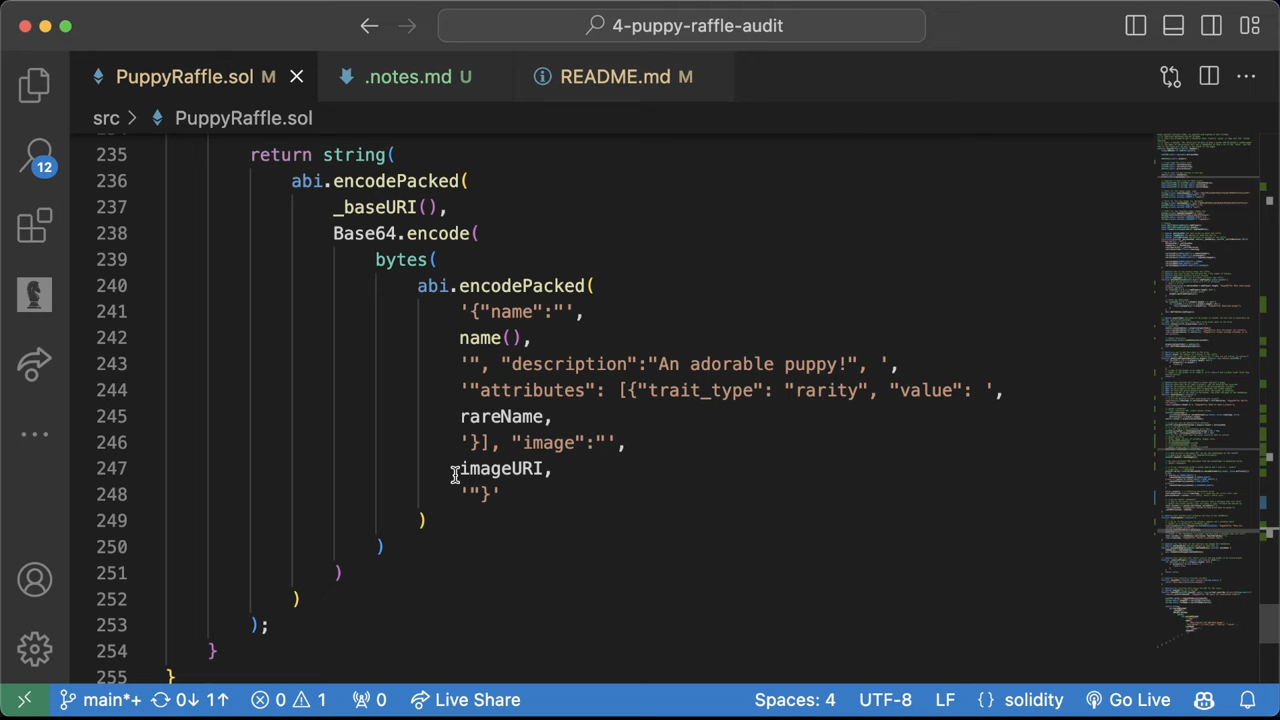 4-puppy-raffle-audit
PuppyRaffle.sol M
.notes.md U
README.md M
src > PuppyRaffle.sol
12
235 return string(
236 abi.encodePacked(
237 _baseURI(),
238 Base64.encode(
239 bytes(
240 abi.encodePacked(
241 '{"name":"',
242 name(),
243 '", "description":"An adorable puppy!", ',
244 '"attributes": [{"trait_type": "rarity", "value": ',
245 rareName,
246 '}], "image":"',
247 imageURI,
248 '"}'
249 )
250 )
251 )
252 )
253 );
254 }
255 }
main*+ 0↓ 1↑ 0 1 0 Live Share Spaces: 4 UTF-8 LF {} solidity Go Live